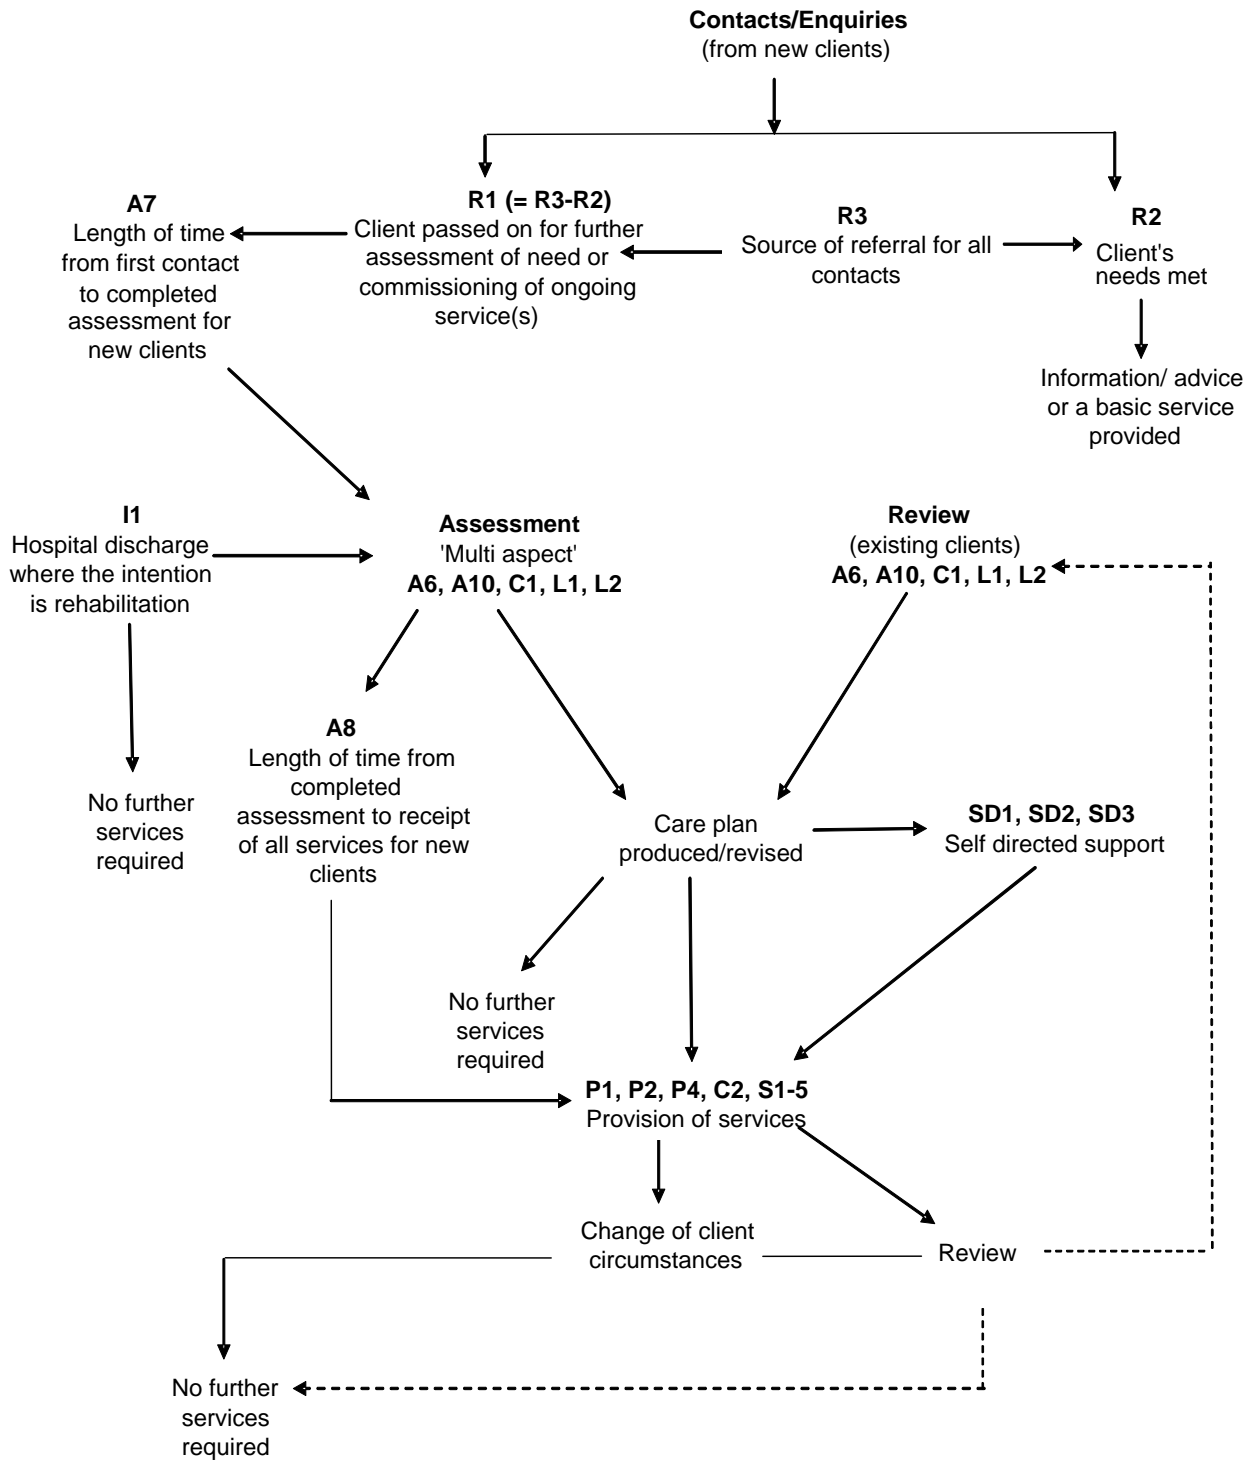 Contacts/Enquiries
(from new clients)
A7
Length of time
from first contact
to completed
assessment for
new clients
R1 (= R3-R2)
Client passed on for further
assessment of need or
commissioning of ongoing
service(s)
R3
Source of referral for all
contacts
R2
Client's
needs met
Information/ advice
or a basic service
provided
I1
Hospital discharge
where the intention
is rehabilitation
Assessment
'Multi aspect'
A6, A10, C1, L1, L2
Review
(existing clients)
A6, A10, C1, L1, L2
No further
services
required
A8
Length of time from
completed
assessment to receipt
of all services for new
clients
Care plan
produced/revised
SD1, SD2, SD3
Self directed support
No further
services
required
P1, P2, P4, C2, S1-5
Provision of services
Change of client
circumstances
Review
No further
services
required